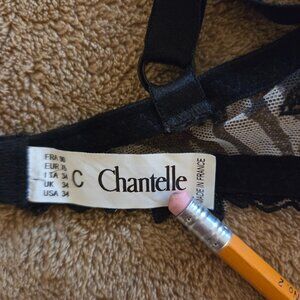 FRA 90
EUR 75
ITA 34
UK 34
USA 34
C
Chantelle
MADE IN FRANCE